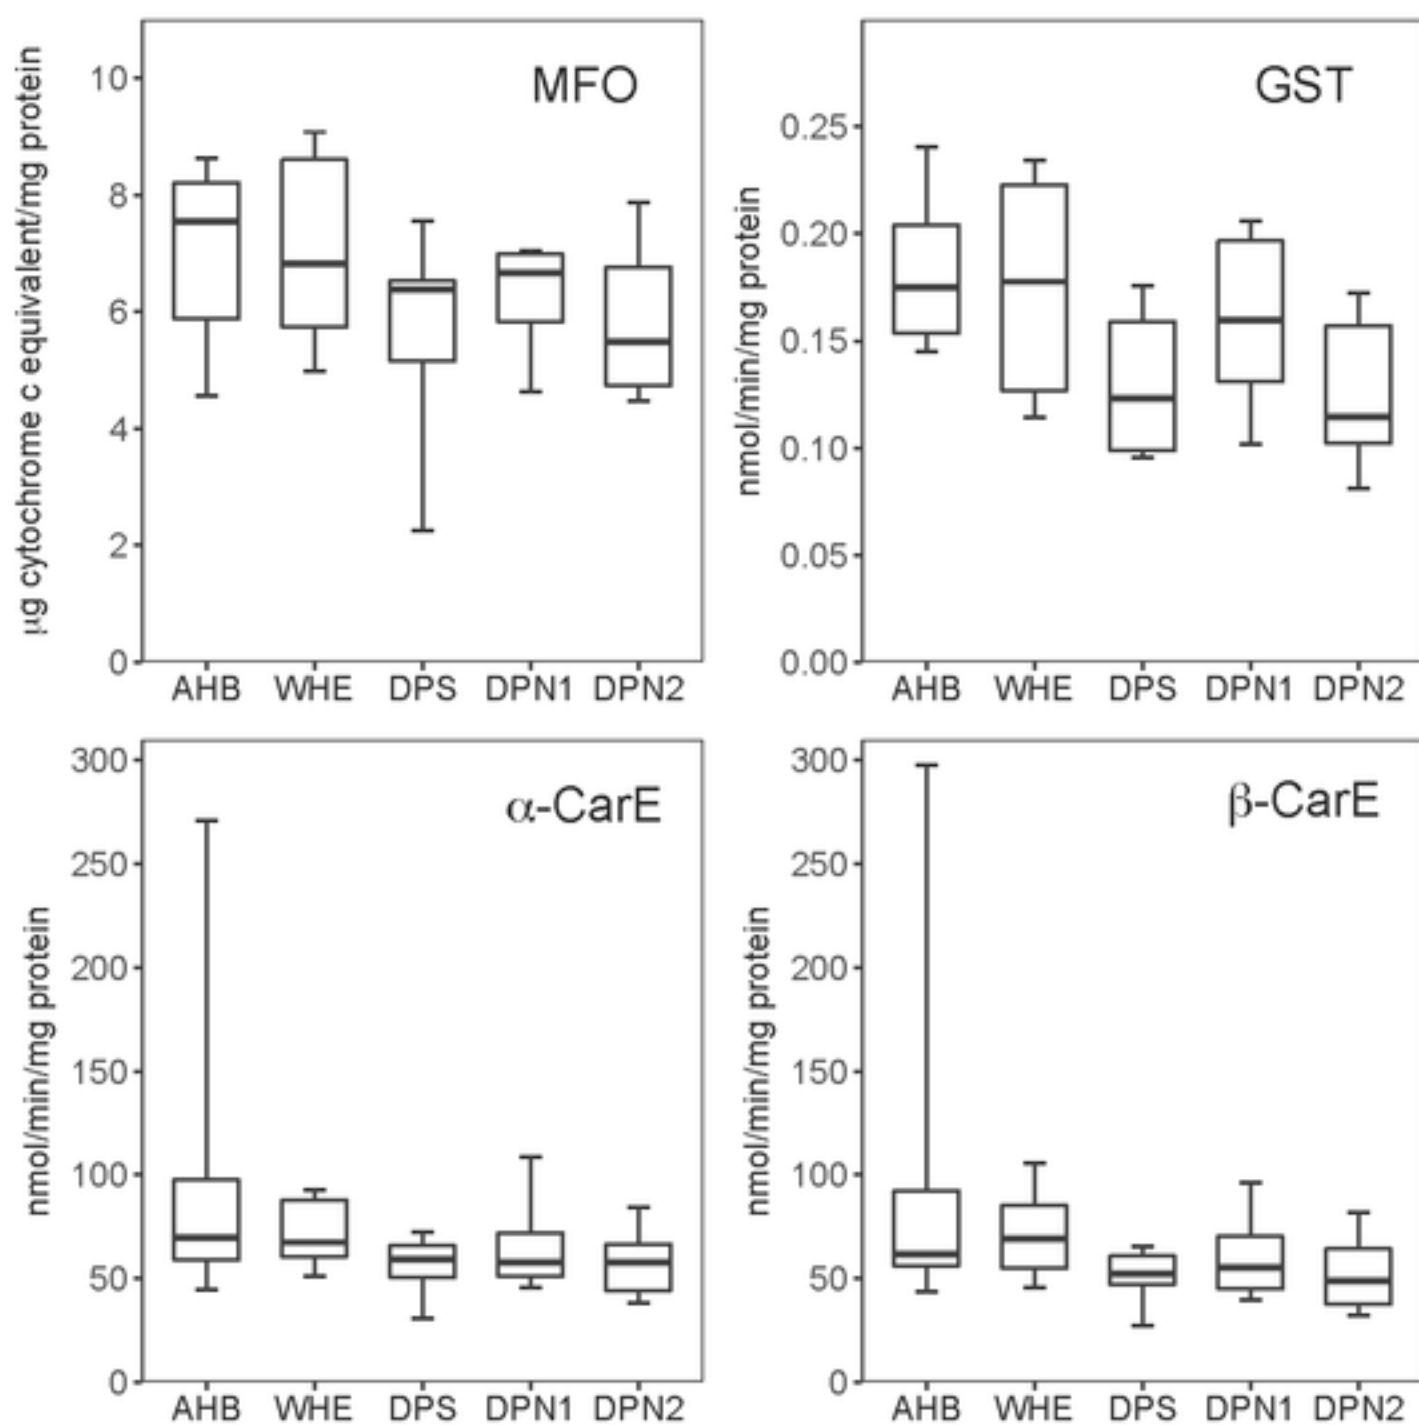 MFO
µg cytochrome c equivalent/mg protein
10
8
6
4
2
0
AHB WHE DPS DPN1 DPN2
GST
nmol/min/mg protein
0.25
0.20
0.15
0.10
0.05
0.00
AHB WHE DPS DPN1 DPN2
α-CarE
nmol/min/mg protein
300
250
200
150
100
50
0
AHB WHE DPS DPN1 DPN2
β-CarE
nmol/min/mg protein
300
250
200
150
100
50
0
AHB WHE DPS DPN1 DPN2